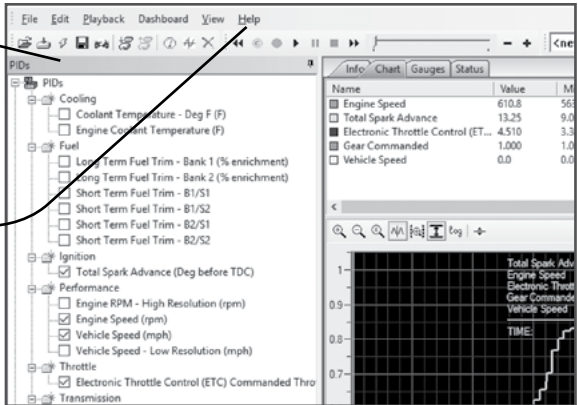 File Edit Playback Dashboard View Help
PIDs
PIDs
Cooling
Coolant Temperature - Deg F (F)
Engine Coolant Temperature (F)
Fuel
Long Term Fuel Trim - Bank 1 (% enrichment)
Long Term Fuel Trim - Bank 2 (% enrichment)
Short Term Fuel Trim - B1/S1
Short Term Fuel Trim - B1/S2
Short Term Fuel Trim - B2/S1
Short Term Fuel Trim - B2/S2
Ignition
Total Spark Advance (Deg before TDC)
Performance
Engine RPM - High Resolution (rpm)
Engine Speed (rpm)
Vehicle Speed (mph)
Vehicle Speed - Low Resolution (mph)
Throttle
Electronic Throttle Control (ETC) Commanded Thro
Transmission
- + <ne
Info Chart Gauges Status
Name Value M
Engine Speed 610.8 563
Total Spark Advance 13.25 9.0
Electronic Throttle Control (ET... 4.510 3.3
Gear Commanded 1.000 1.0
Vehicle Speed 0.0 0.0
Log
Total Spark Adv
Engine Speed
Electronic Thrott
Gear Commande
Vehicle Speed
TIME:
1
0.9
0.8
0.7